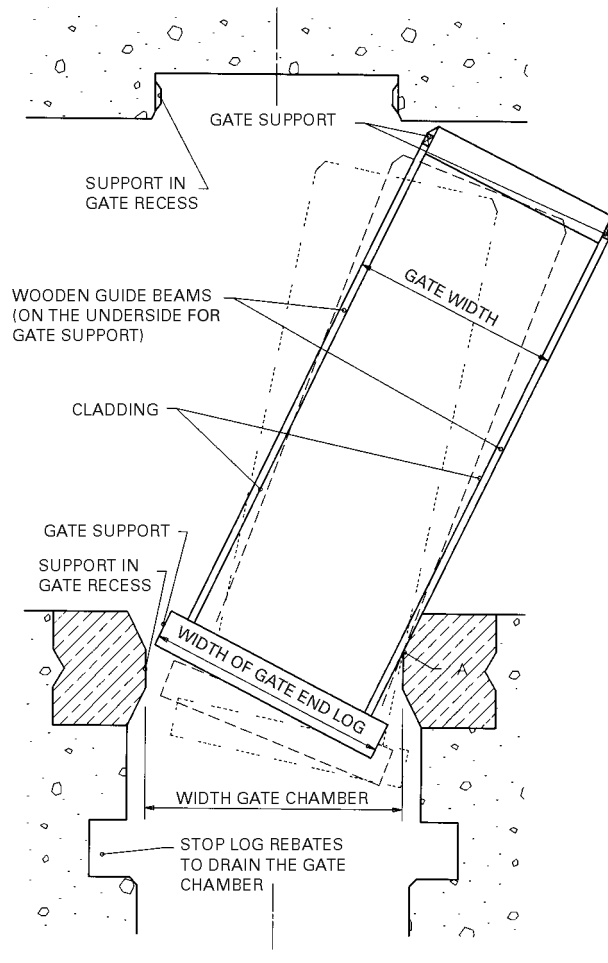 GATE SUPPORT
SUPPORT IN
GATE RECESS
GATE WIDTH
WOODEN GUIDE BEAMS
(ON THE UNDERSIDE FOR
GATE SUPPORT)
CLADDING
GATE SUPPORT
SUPPORT IN
GATE RECESS
WIDTH OF GATE END LOG
A
WIDTH GATE CHAMBER
STOP LOG REBATES
TO DRAIN THE GATE
CHAMBER